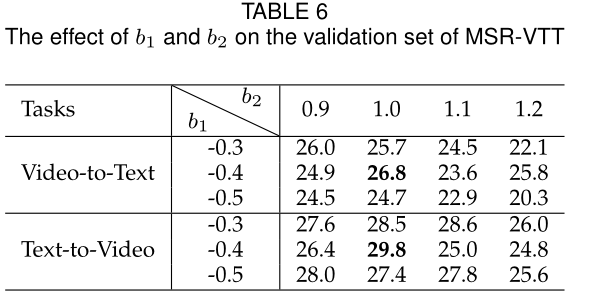 TABLE 6
The effect of b₁ and b₂ on the validation set of MSR-VTT
Tasks b₁ b₂ 0.9 1.0 1.1 1.2
-0.3 26.0 25.7 24.5 22.1
Video-to-Text -0.4 24.9 26.8 23.6 25.8
-0.5 24.5 24.7 22.9 20.3
-0.3 27.6 28.5 28.6 26.0
Text-to-Video -0.4 26.4 29.8 25.0 24.8
-0.5 28.0 27.4 27.8 25.6